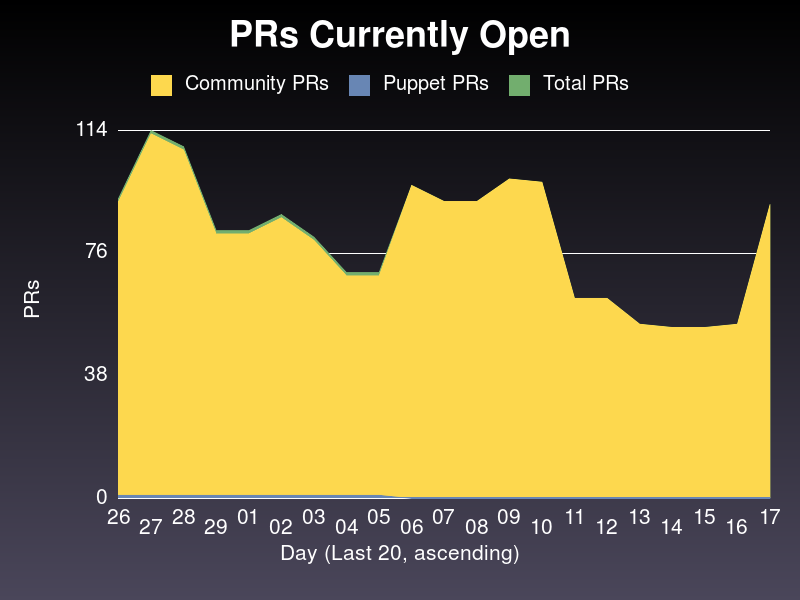 PRs Currently Open
Community PRs Puppet PRs Total PRs
114
76
38
0
PRs
26 27 28 29 01 02 03 04 05 06 07 08 09 10 11 12 13 14 15 16 17
Day (Last 20, ascending)